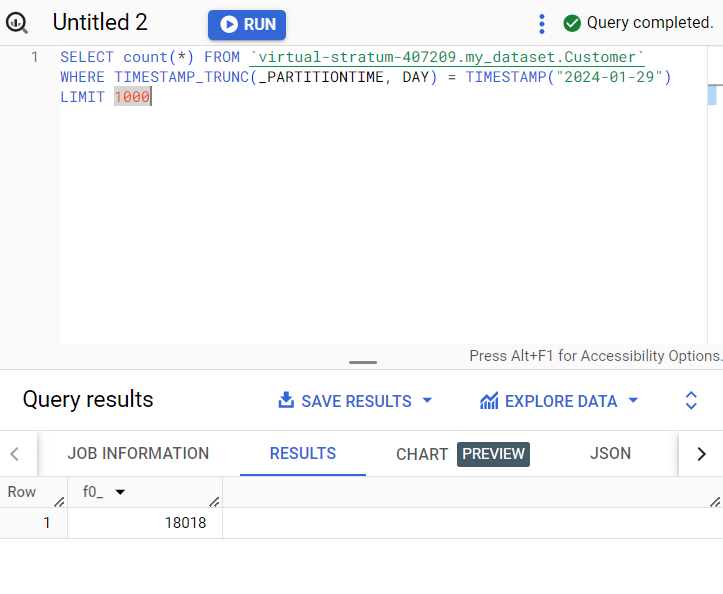 Untitled 2 RUN Query completed.
1 SELECT count(*) FROM `virtual-stratum-407209.my_dataset.Customer`
WHERE TIMESTAMP_TRUNC(_PARTITIONTIME, DAY) = TIMESTAMP("2024-01-29")
LIMIT 1000
Press Alt+F1 for Accessibility Options.
Query results SAVE RESULTS EXPLORE DATA
JOB INFORMATION RESULTS CHART PREVIEW JSON
Row f0_
1 18018